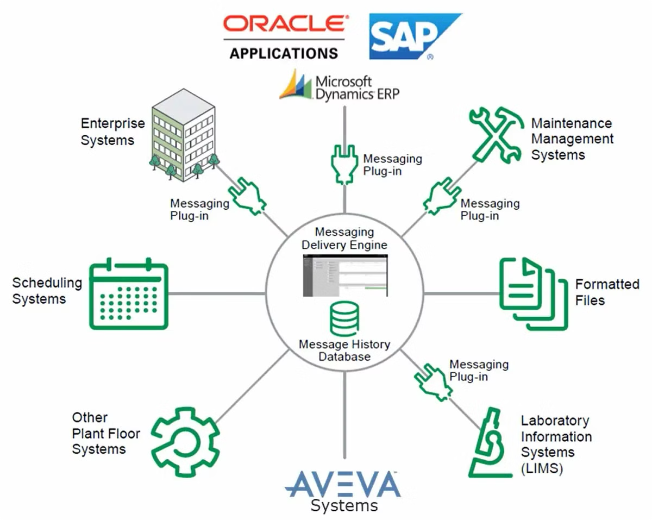 ORACLE®
APPLICATIONS
SAP®
Microsoft
Dynamics ERP
Enterprise
Systems
Messaging
Plug-in
Messaging
Plug-in
Messaging
Plug-in
Maintenance
Management
Systems
Messaging
Delivery Engine
Scheduling
Systems
Formatted
Files
Message History
Database
Messaging
Plug-in
Other
Plant Floor
Systems
Laboratory
Information
Systems
(LIMS)
AVEVA™
Systems